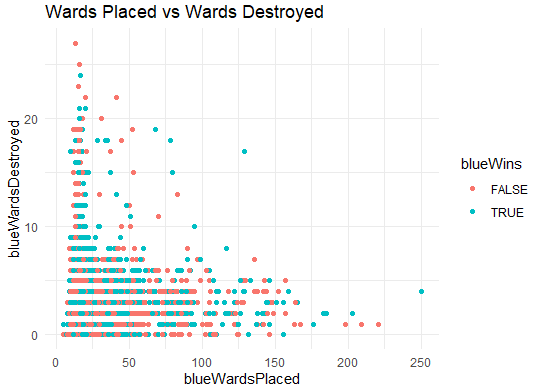 Wards Placed vs Wards Destroyed
blueWardsDestroyed
20
10
0
0
50
100
150
200
250
blueWardsPlaced
blueWins
FALSE
TRUE